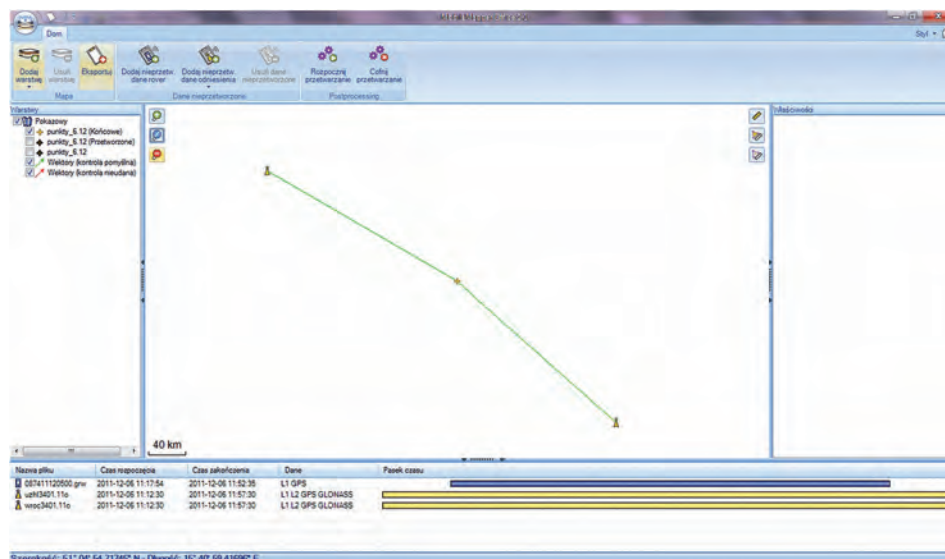 Dom
Styl
Dodaj warstwę
Usuń warstwę
Eksportuj
Dodaj nieprzetw. dane rover
Dodaj nieprzetw. dane odniesienia
Usuń dane nieprzetworzone
Rozpocznij przetwarzanie
Cofnij przetwarzanie
Mapa
Dane nieprzetworzone
Postprocessing
Warstwy
Właściwości
Pokazowy
punkty_6.12 (Końcowe)
punkty_6.12 (Przetworzone)
punkty_6.12
Wektory (kontrola pomyślna)
Wektory (kontrola nieudana)
40 km
Nazwa pliku Czas rozpoczęcia Czas zakończenia Dane Pasek czasu
087411120500.grw 2011-12-06 11:17:54 2011-12-06 11:52:35 L1 GPS
uzhl3401.11o 2011-12-06 11:12:30 2011-12-06 11:57:30 L1 L2 GPS GLONASS
wroc3401.11o 2011-12-06 11:12:30 2011-12-06 11:57:30 L1 L2 GPS GLONASS